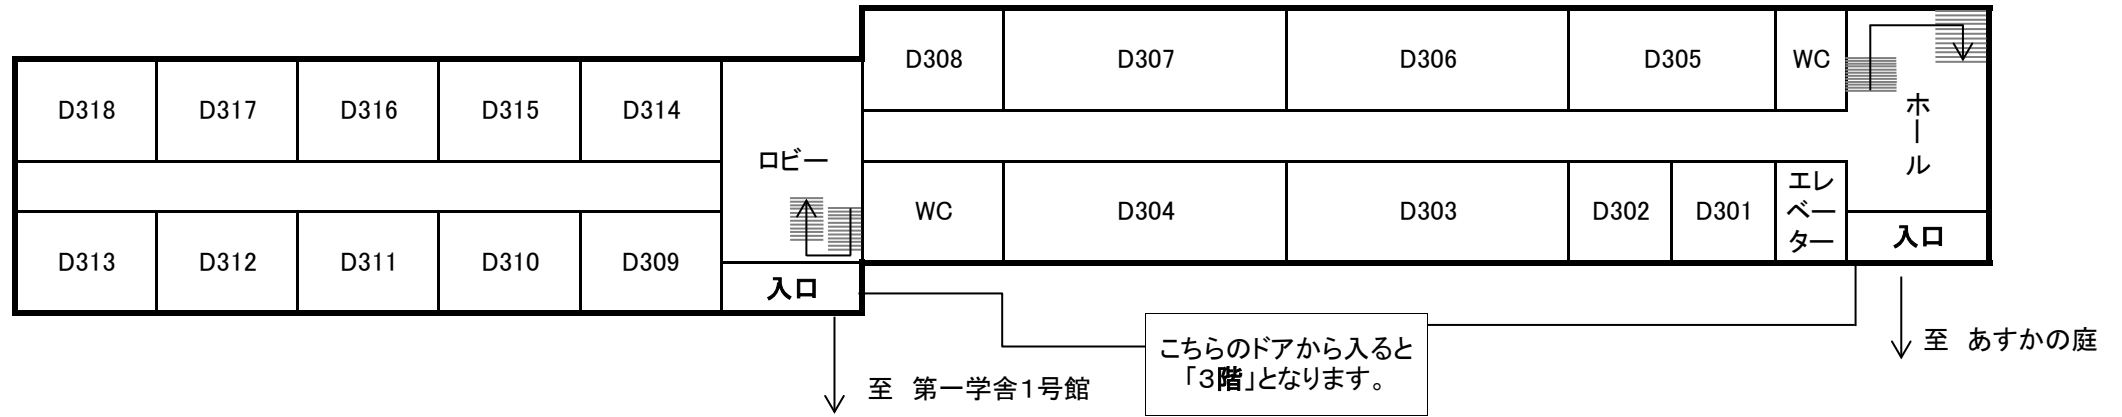 D308
D307
D306
D305
WC
D318
D317
D316
D315
D314
ロビー
ホール
WC
D304
D303
D302
D301
エレ
ベー
ター
入口
D313
D312
D311
D310
D309
入口
こちらのドアから入ると
「3階」となります。
至 あすかの庭
至 第一学舎1号館